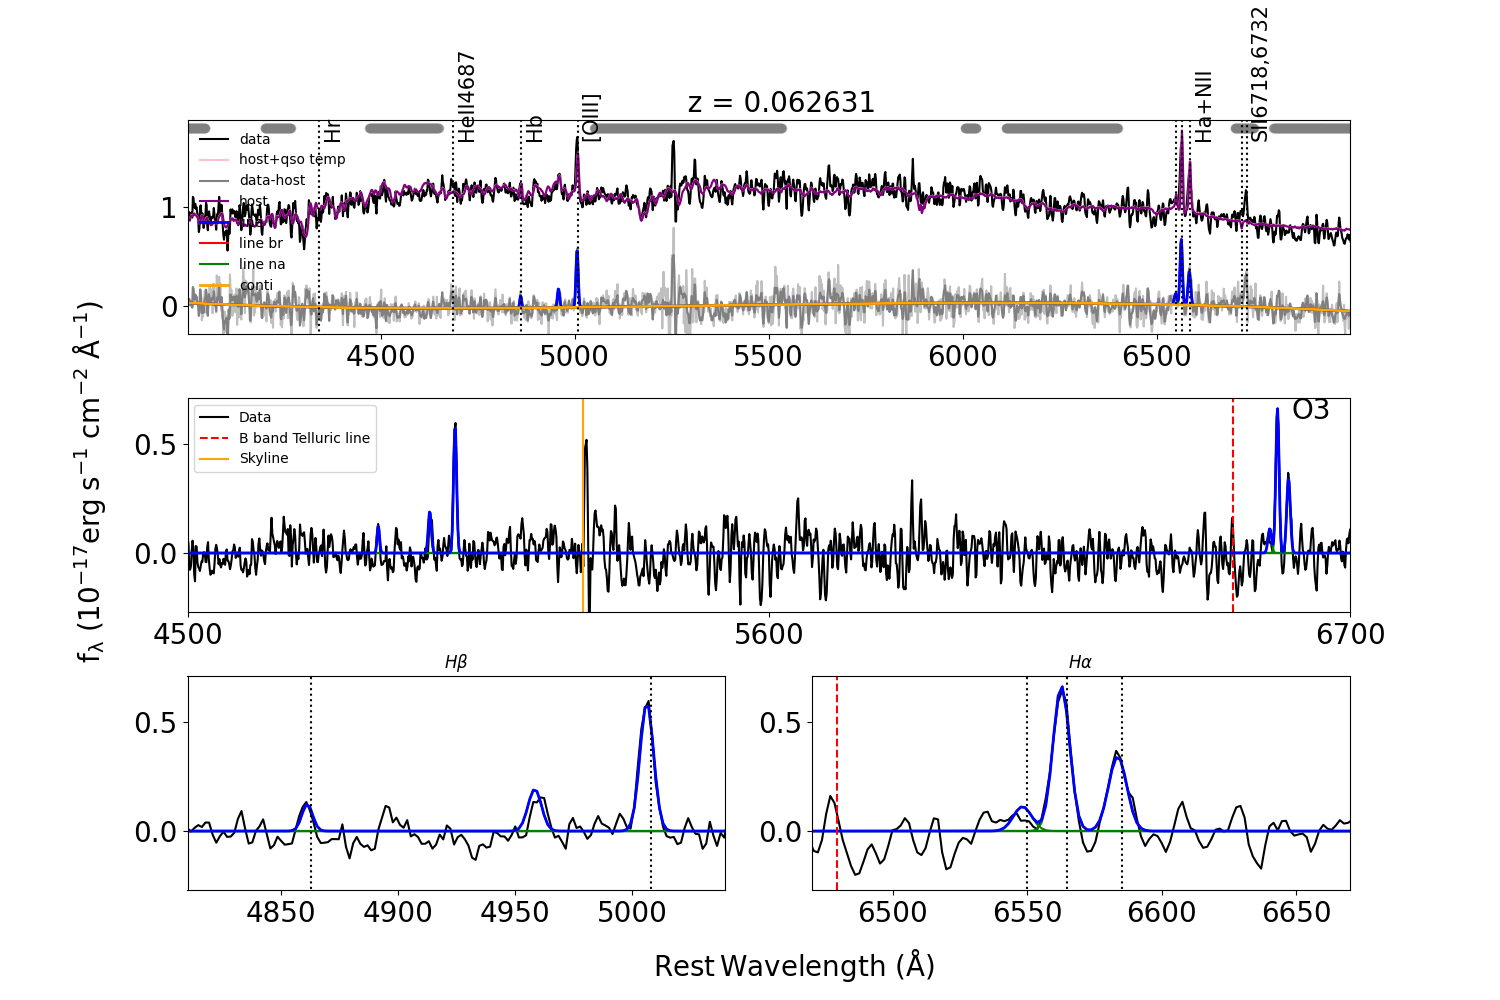 z = 0.062631
Hr
HeII4687
Hb
[OIII]
Ha+NII
SII6718,6732
data
host+qso temp
data-host
host
line br
line na
conti
1
0
4500 5000 5500 6000 6500
Data
B band Telluric line
Skyline
O3
0.5
0.0
4500 5600 6700
fλ (10⁻¹⁷erg s⁻¹ cm⁻² Å⁻¹)
Hβ
0.5
0.0
4850 4900 4950 5000
Hα
0.5
0.0
6500 6550 6600 6650
Rest Wavelength (Å)